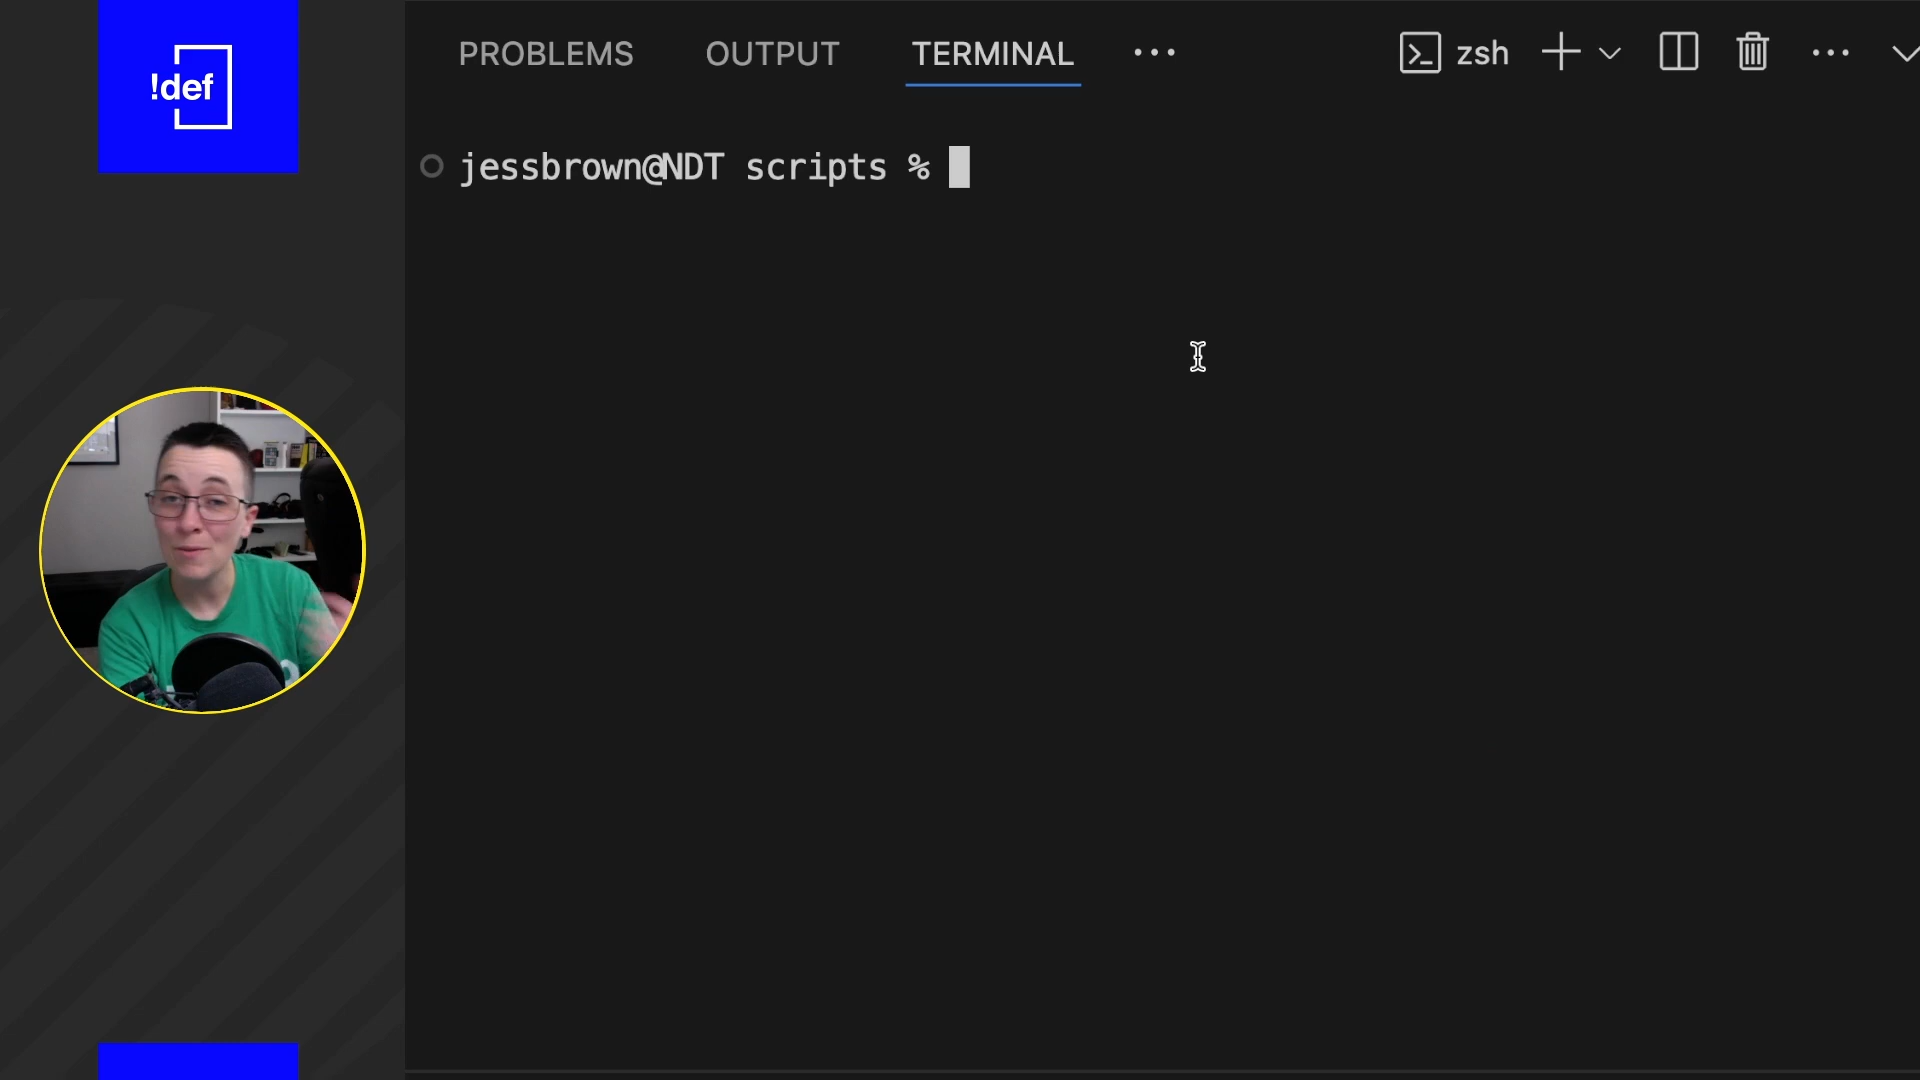 !def
PROBLEMS OUTPUT TERMINAL ... zsh
jessbrown@NDT scripts %